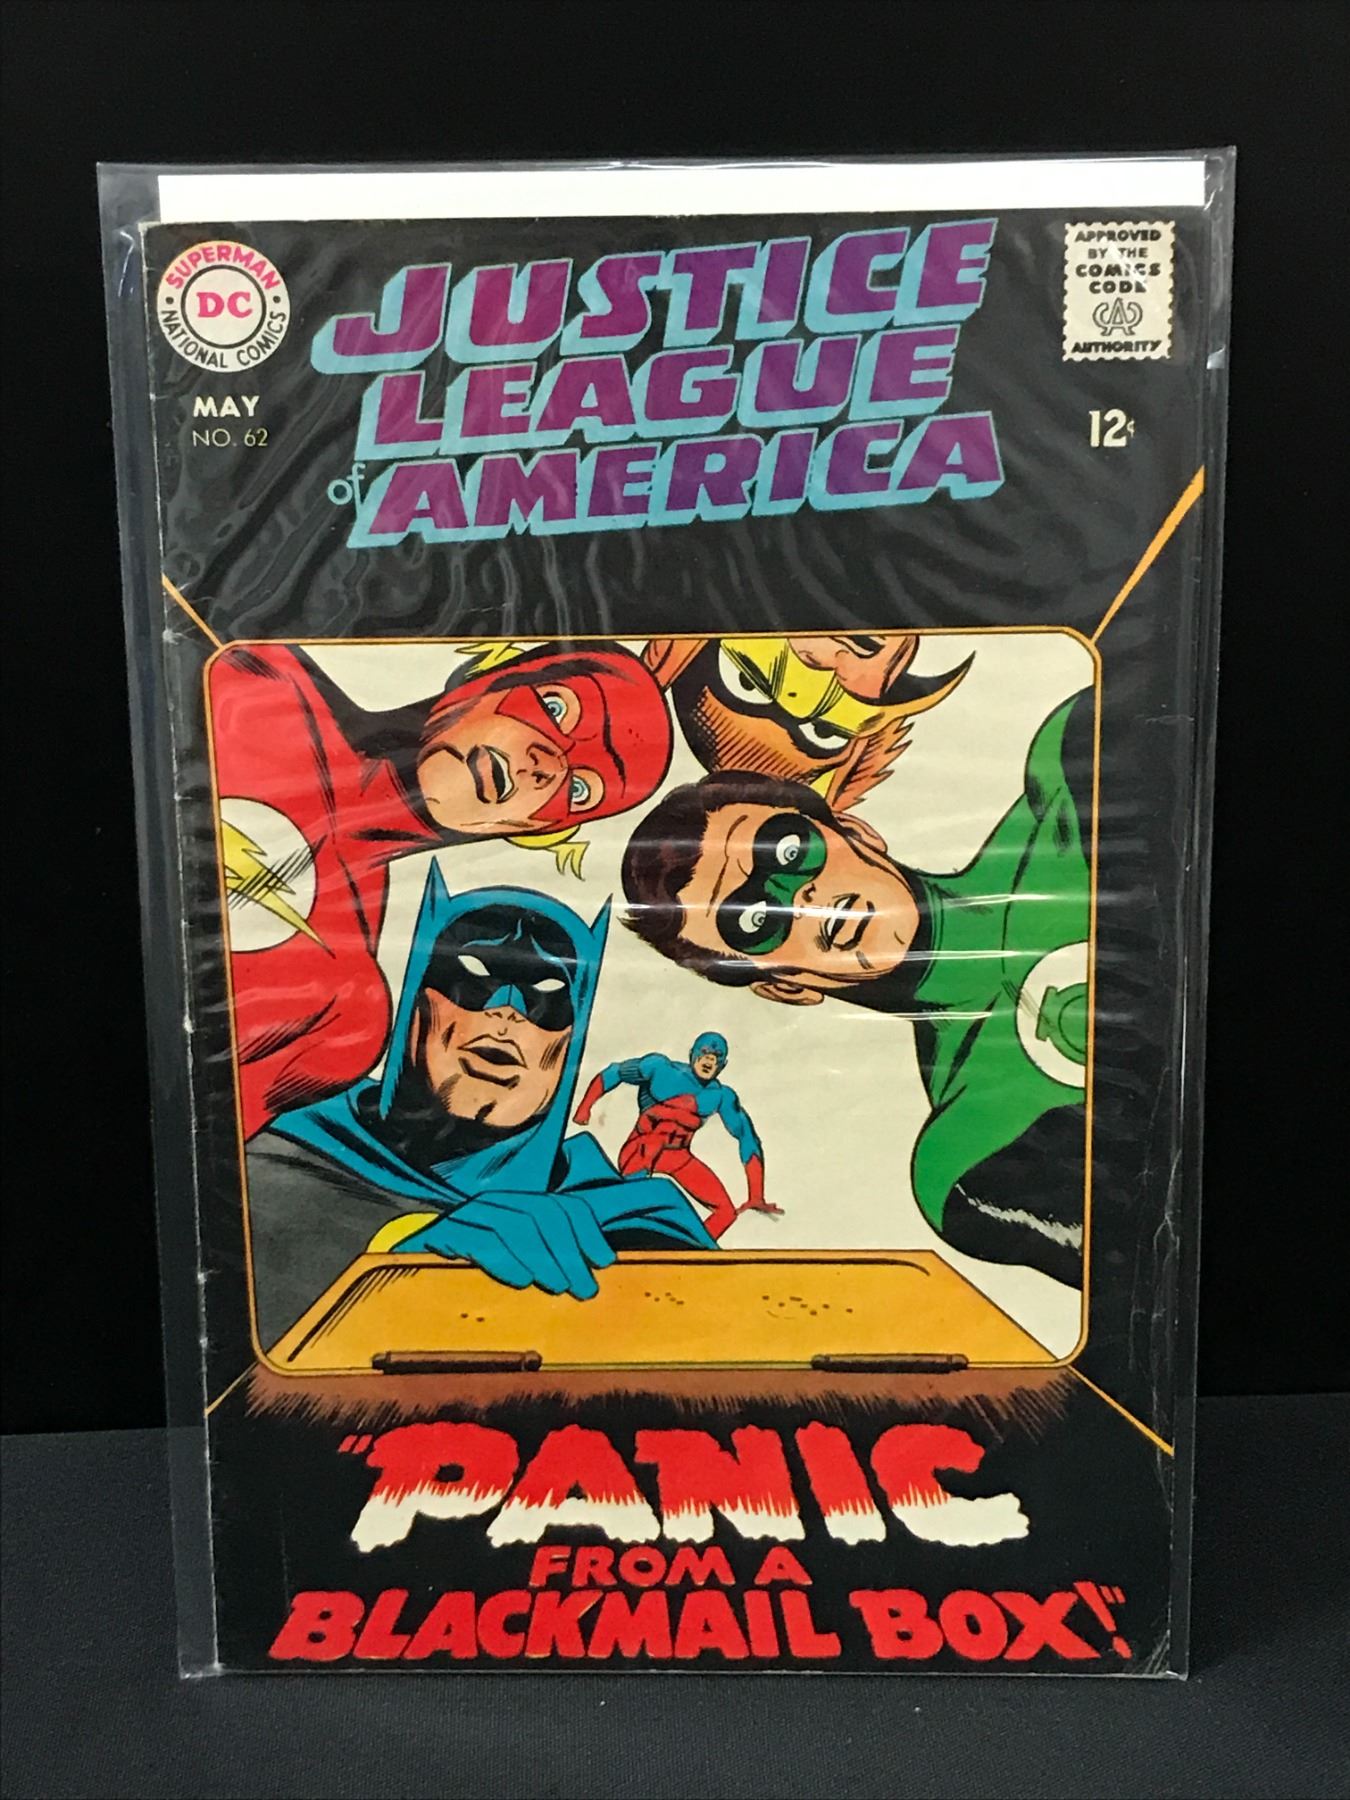 SUPERMAN
DC
NATIONAL COMICS
MAY
NO. 62
JUSTICE
LEAGUE
of AMERICA
APPROVED
BY THE
COMICS
CODE
CA
AUTHORITY
12¢
"PANIC
FROM A
BLACKMAIL BOX!"